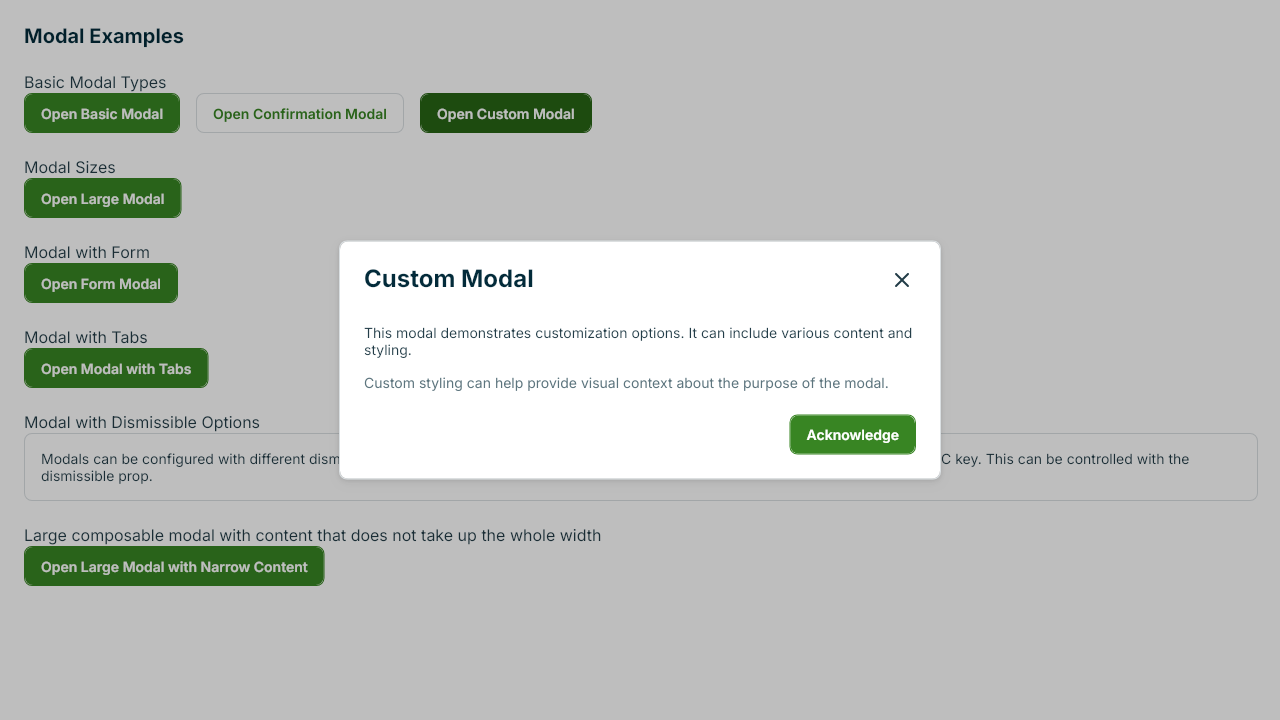 Modal Examples
Basic Modal Types
Open Basic Modal
Open Confirmation Modal
Open Custom Modal
Modal Sizes
Open Large Modal
Modal with Form
Open Form Modal
Modal with Tabs
Open Modal with Tabs
Modal with Dismissible Options
Modals can be configured with different C key. This can be controlled with the
dismissible prop.
Large composable modal with content that does not take up the whole width
Open Large Modal with Narrow Content
Custom Modal
This modal demonstrates customization options. It can include various content and
styling.
Custom styling can help provide visual context about the purpose of the modal.
Acknowledge